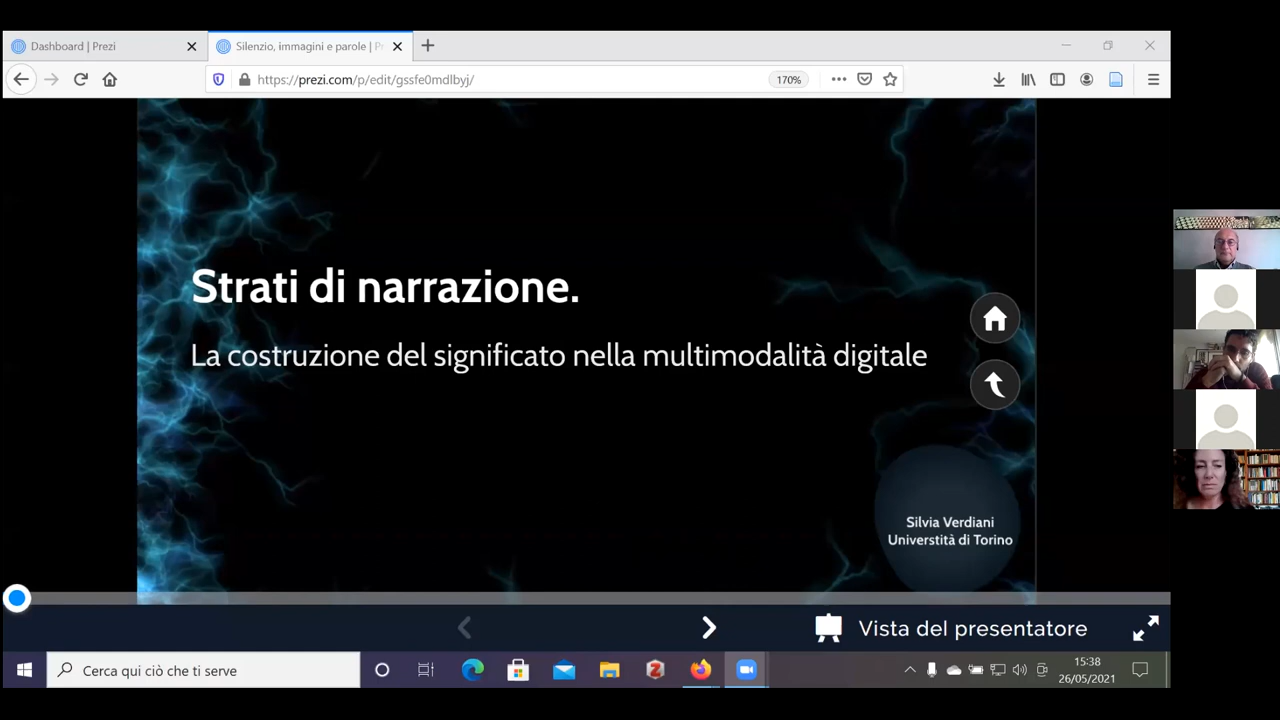 Dashboard | Prezi
Silenzio, immagini e parole | Pr
https://prezi.com/p/edit/gssfe0mdlbyj/
170%
Strati di narrazione.
La costruzione del significato nella multimodalità digitale
Silvia Verdiani
Universtità di Torino
Vista del presentatore
Cerca qui ciò che ti serve
15:38
26/05/2021